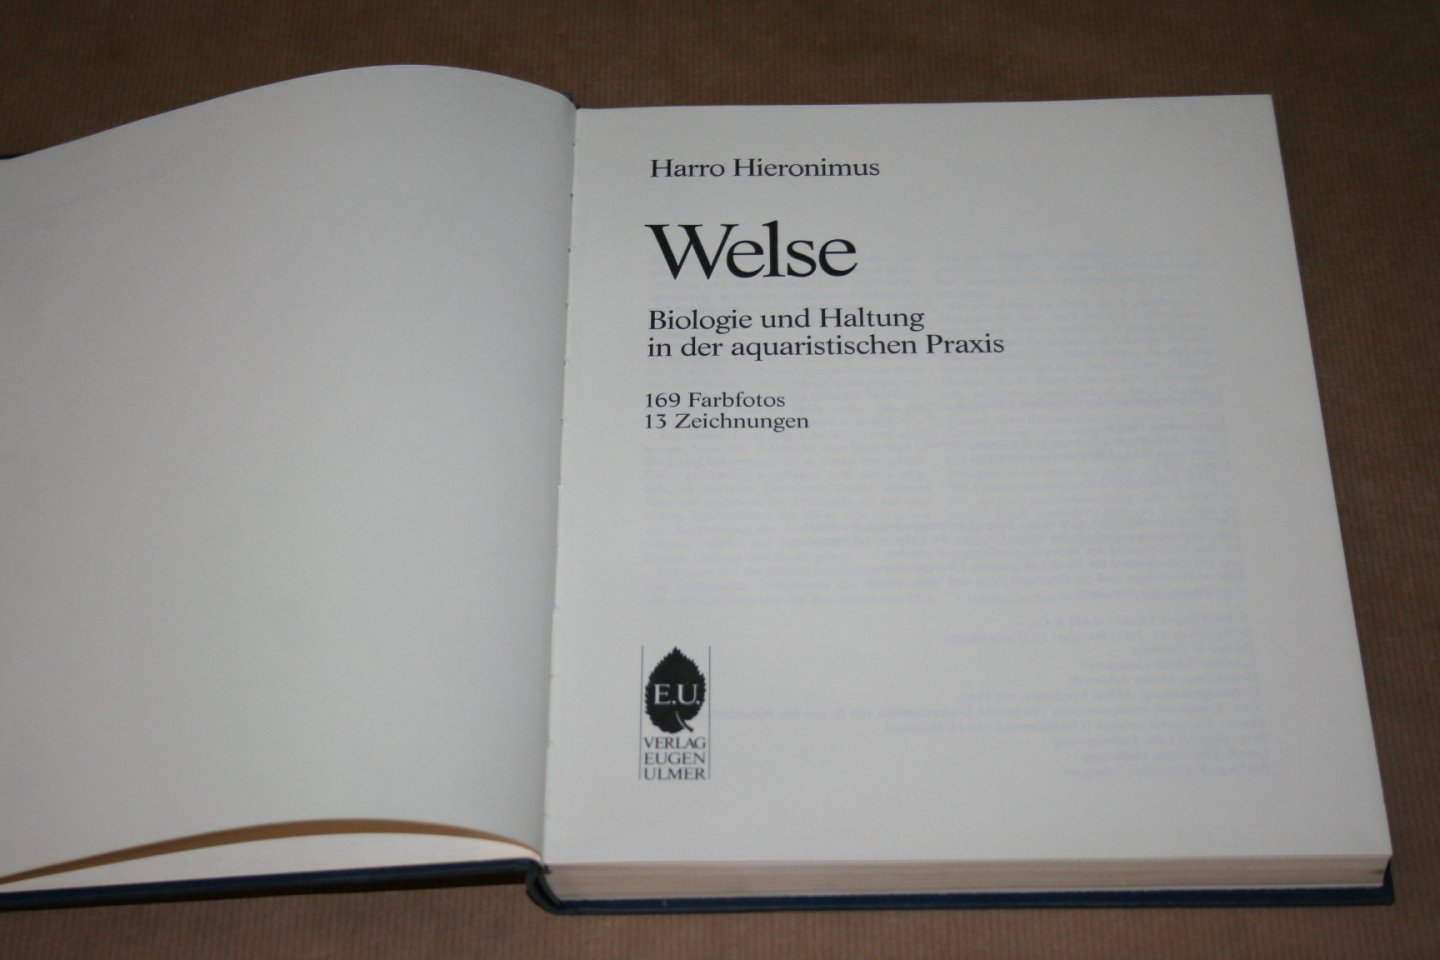 Harro Hieronimus
Welse
Biologie und Haltung
in der aquaristischen Praxis
169 Farbfotos
13 Zeichnungen
E.U.
VERLAG
EUGEN
ULMER